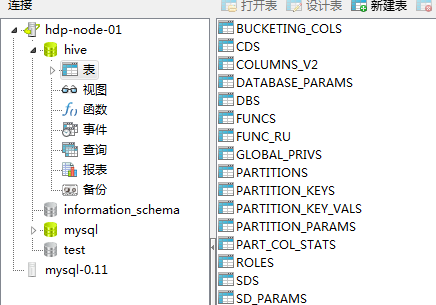 连接
打开表 设计表 新建表
hdp-node-01
hive
表
视图
函数
事件
查询
报表
备份
information_schema
mysql
test
mysql-0.11
BUCKETING_COLS
CDS
COLUMNS_V2
DATABASE_PARAMS
DBS
FUNCS
FUNC_RU
GLOBAL_PRIVS
PARTITIONS
PARTITION_KEYS
PARTITION_KEY_VALS
PARTITION_PARAMS
PART_COL_STATS
ROLES
SDS
SD_PARAMS